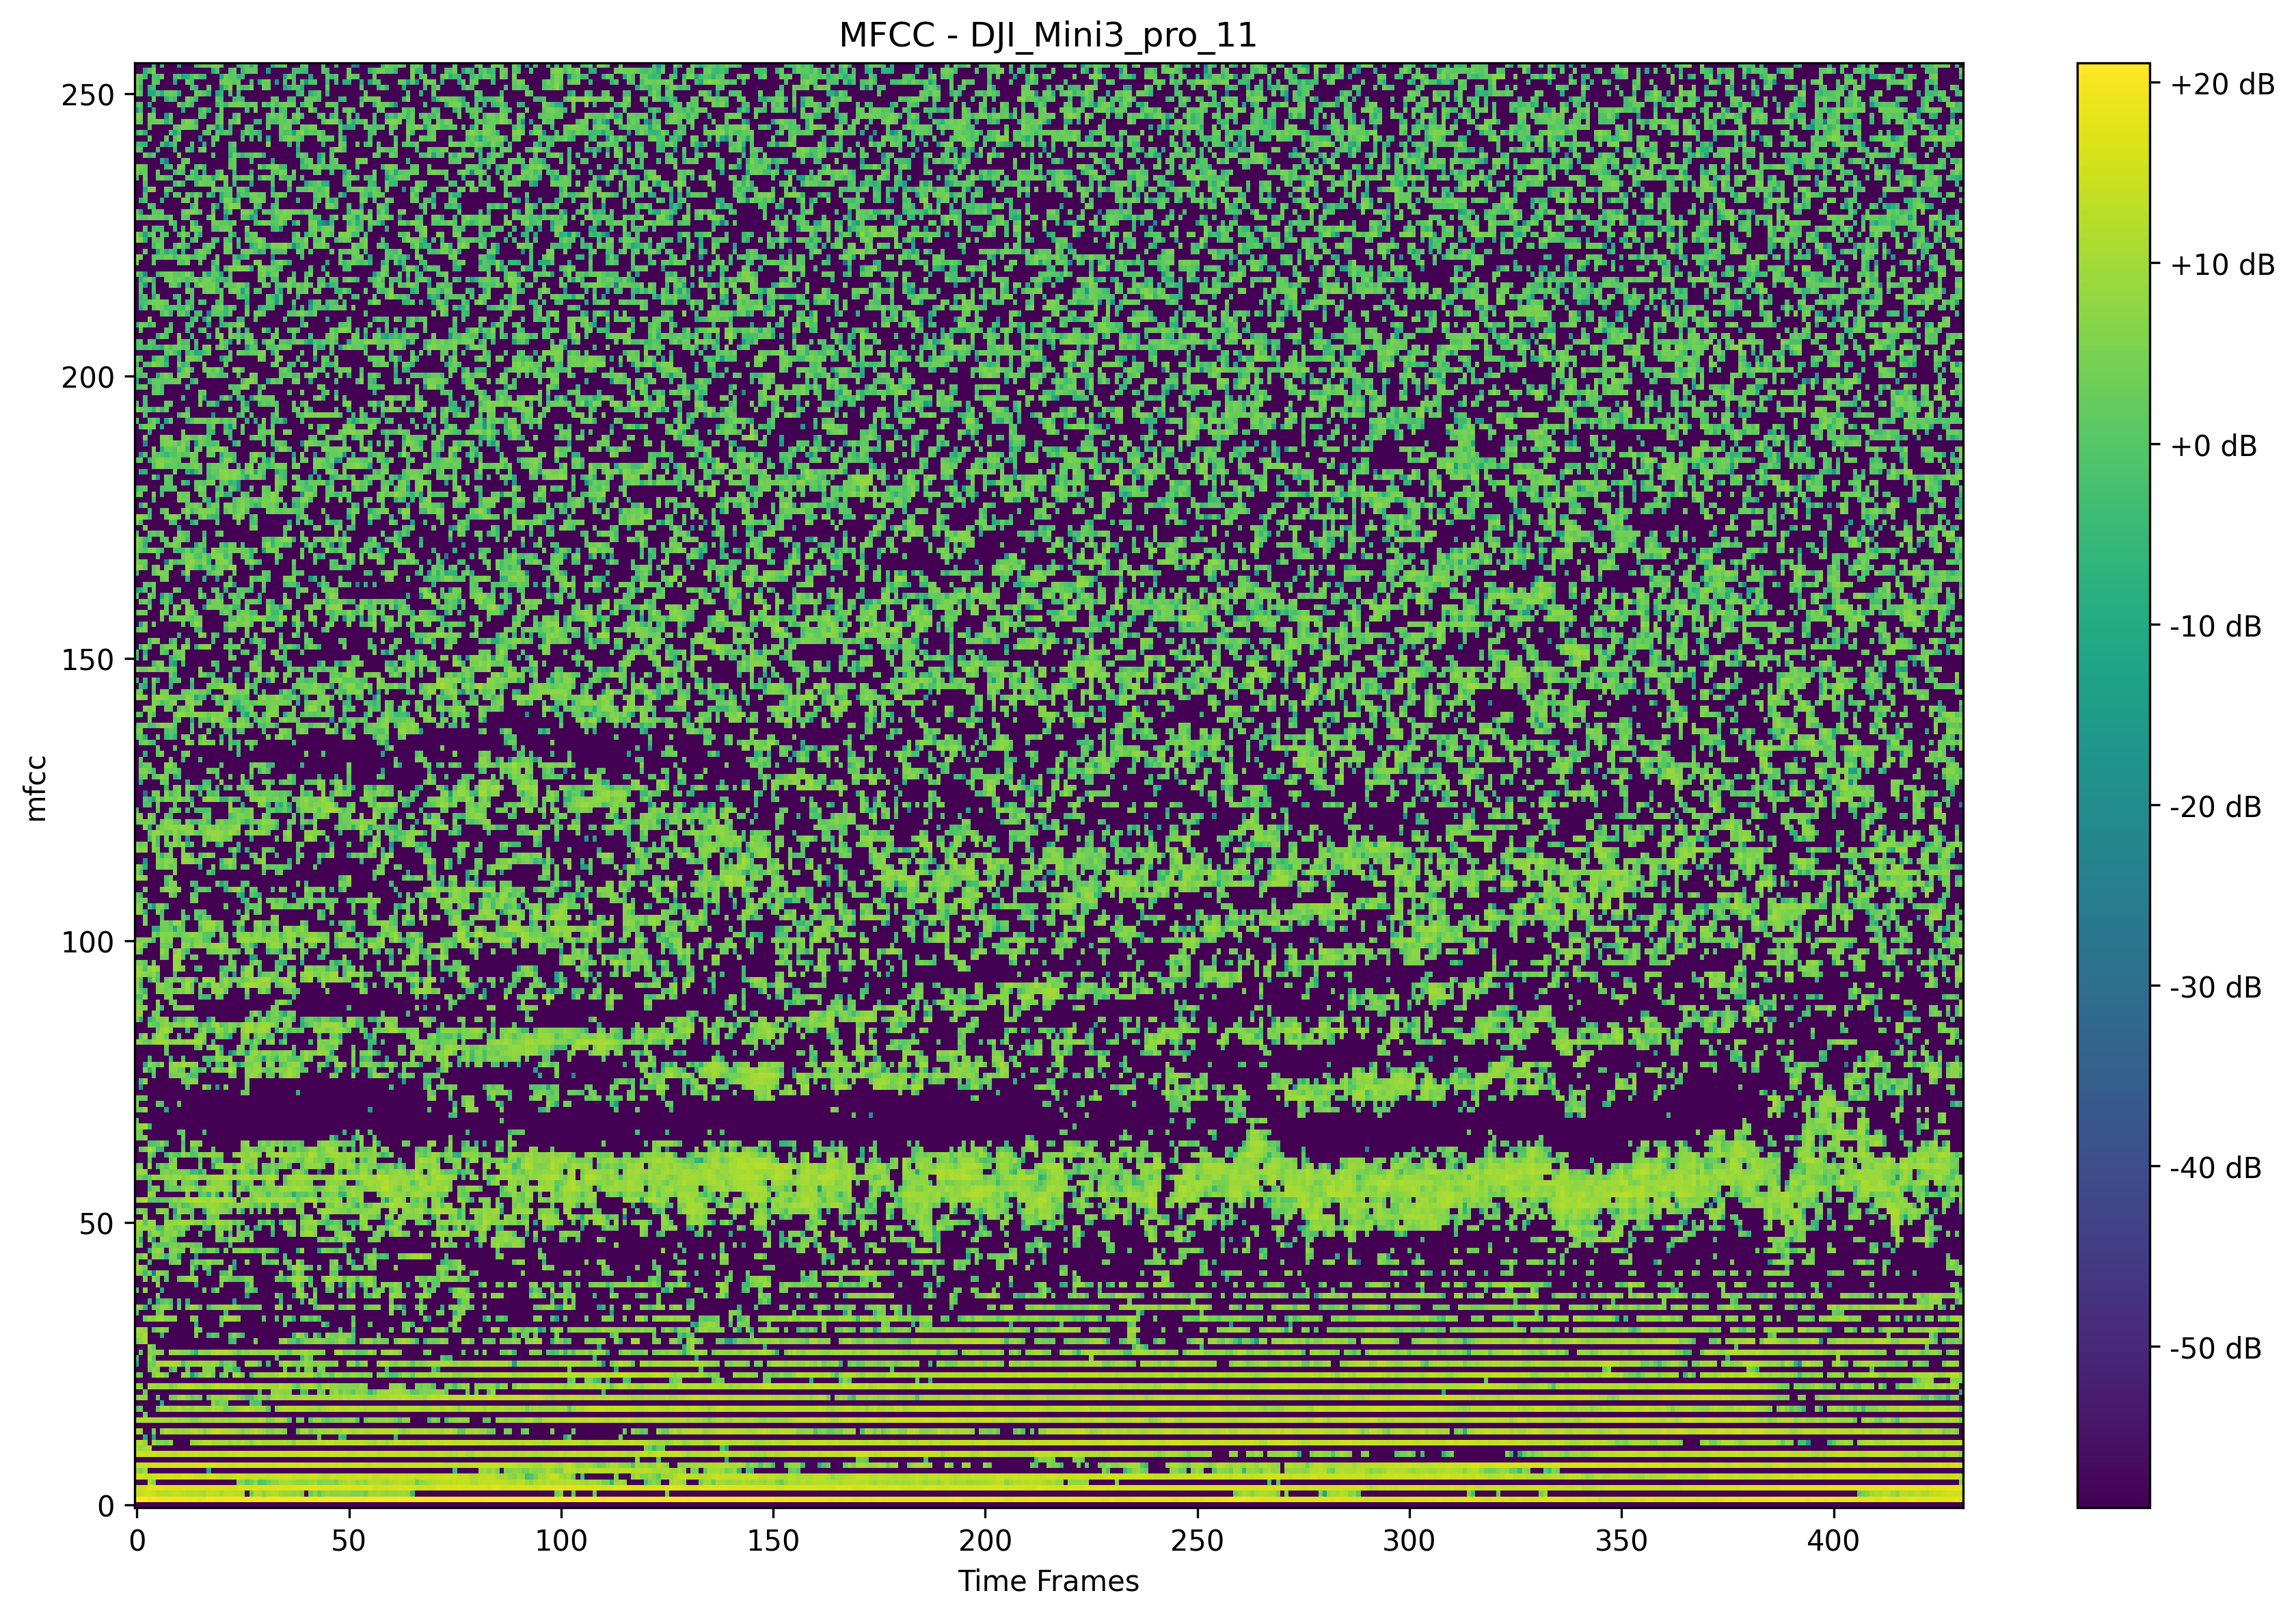 MFCC - DJI_Mini3_pro_11
250
200
150
100
50
0
mfcc
0 50 100 150 200 250 300 350 400
Time Frames
+20 dB
+10 dB
+0 dB
-10 dB
-20 dB
-30 dB
-40 dB
-50 dB